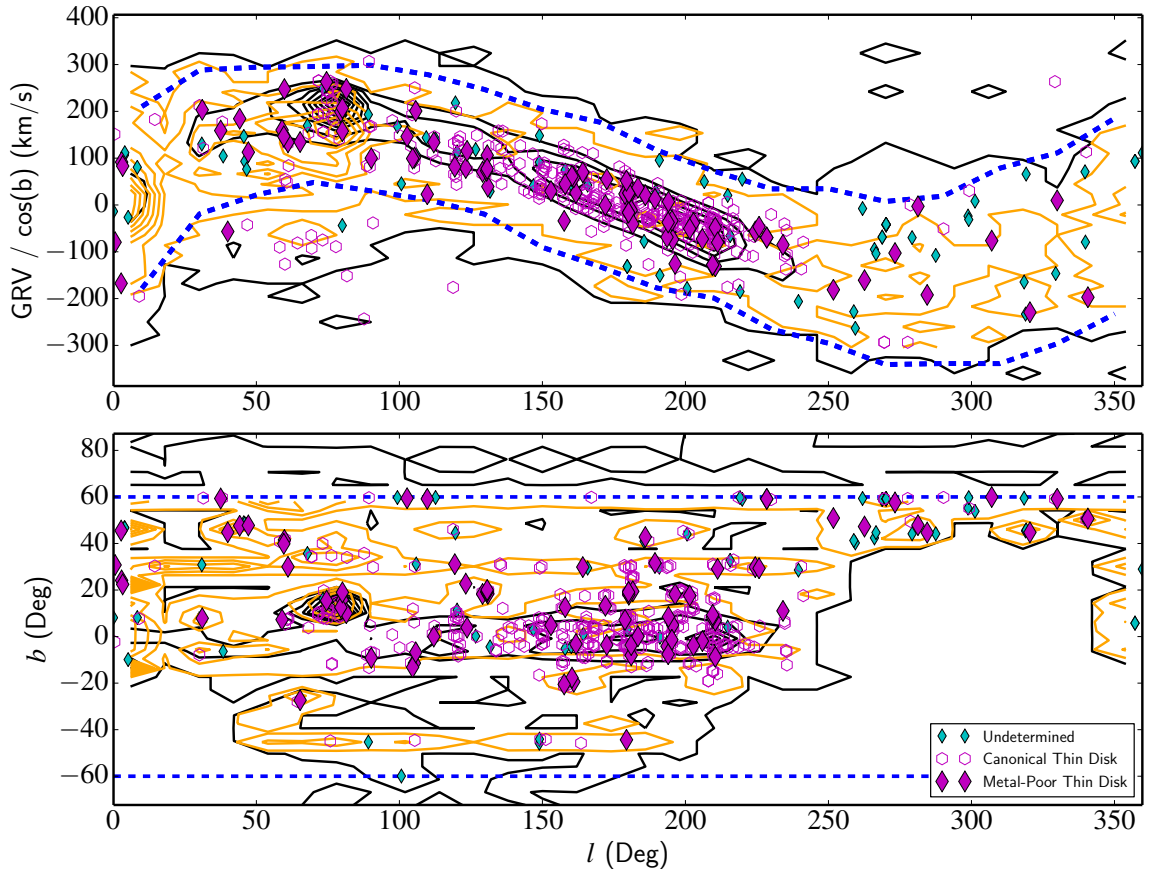 GRV / cos(b) (km/s)
400
300
200
100
0
−100
−200
−300
0 50 100 150 200 250 300 350
b (Deg)
80
60
40
20
0
−20
−40
−60
Undetermined
Canonical Thin Disk
Metal-Poor Thin Disk
0 50 100 150 200 250 300 350
l (Deg)